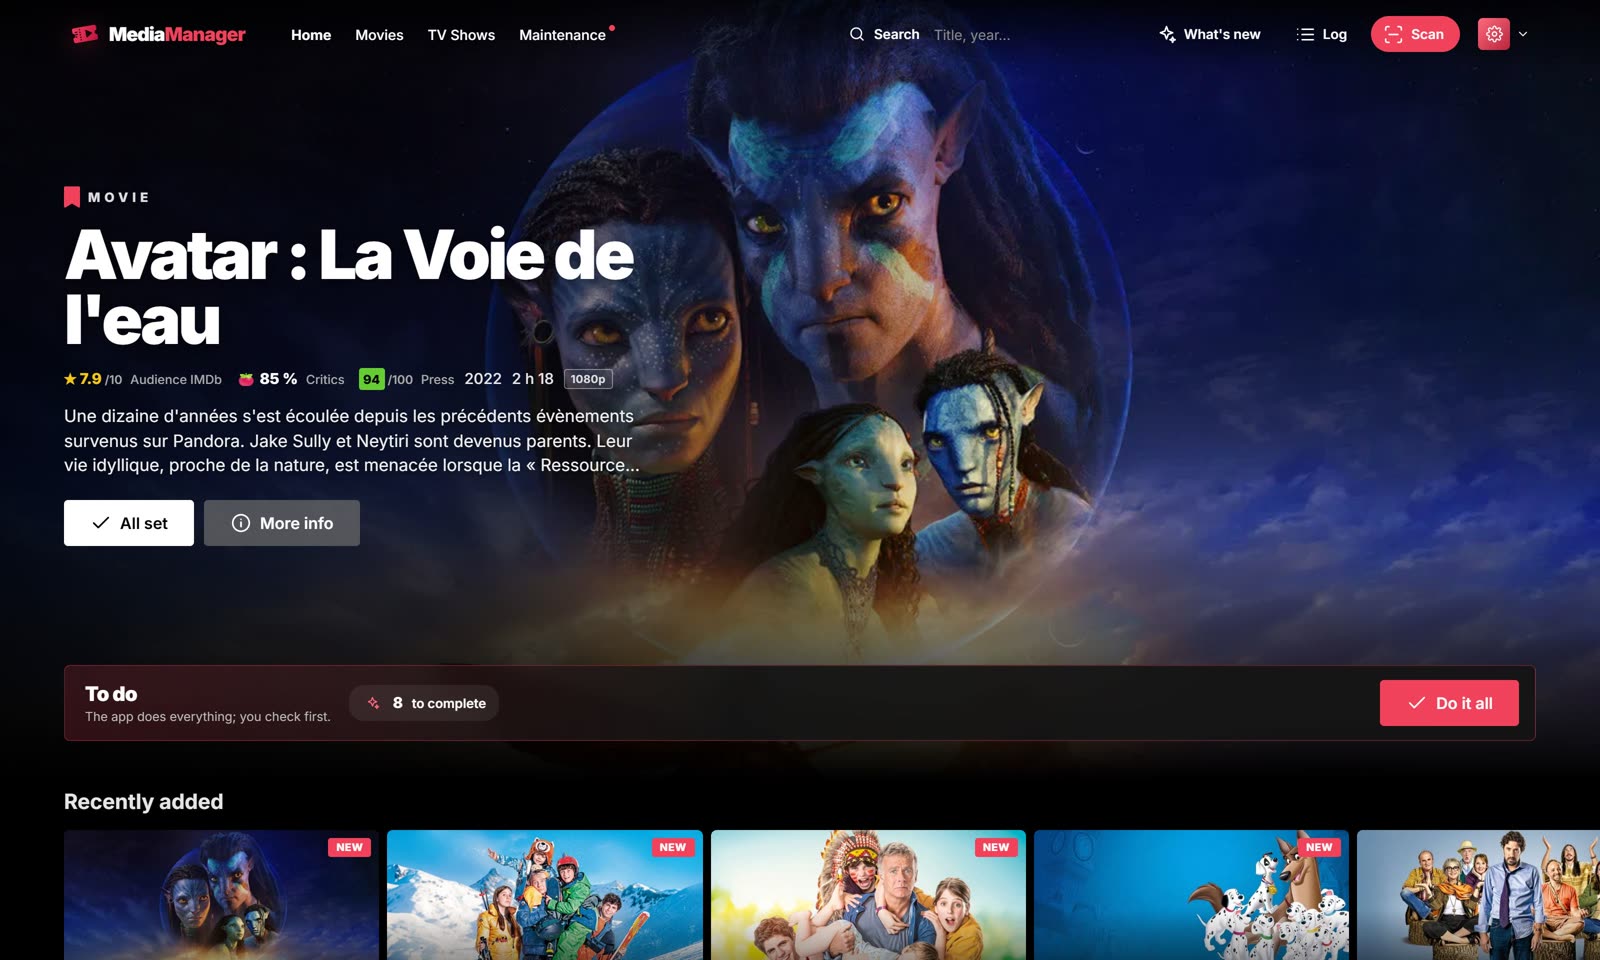 MediaManager
Home
Movies
TV Shows
Maintenance
Search
Title, year...
What's new
Log
Scan
MOVIE
Avatar : La Voie de
l'eau
7.9 /10 Audience IMDb 85 % Critics 94 /100 Press 2022 2 h 18 1080p
Une dizaine d'années s'est écoulée depuis les précédents évènements
survenus sur Pandora. Jake Sully et Neytiri sont devenus parents. Leur
vie idyllique, proche de la nature, est menacée lorsque la « Ressource...
All set
More info
To do
The app does everything; you check first.
8 to complete
Do it all
Recently added
NEW
NEW
NEW
NEW